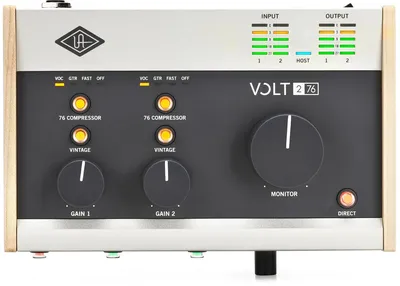 UA
INPUT OUTPUT
1 2 HOST 1 2
VOC GTR FAST OFF VOC GTR FAST OFF
VOLT 2 76
76 COMPRESSOR 76 COMPRESSOR
VINTAGE VINTAGE
MONITOR
DIRECT
GAIN 1 GAIN 2